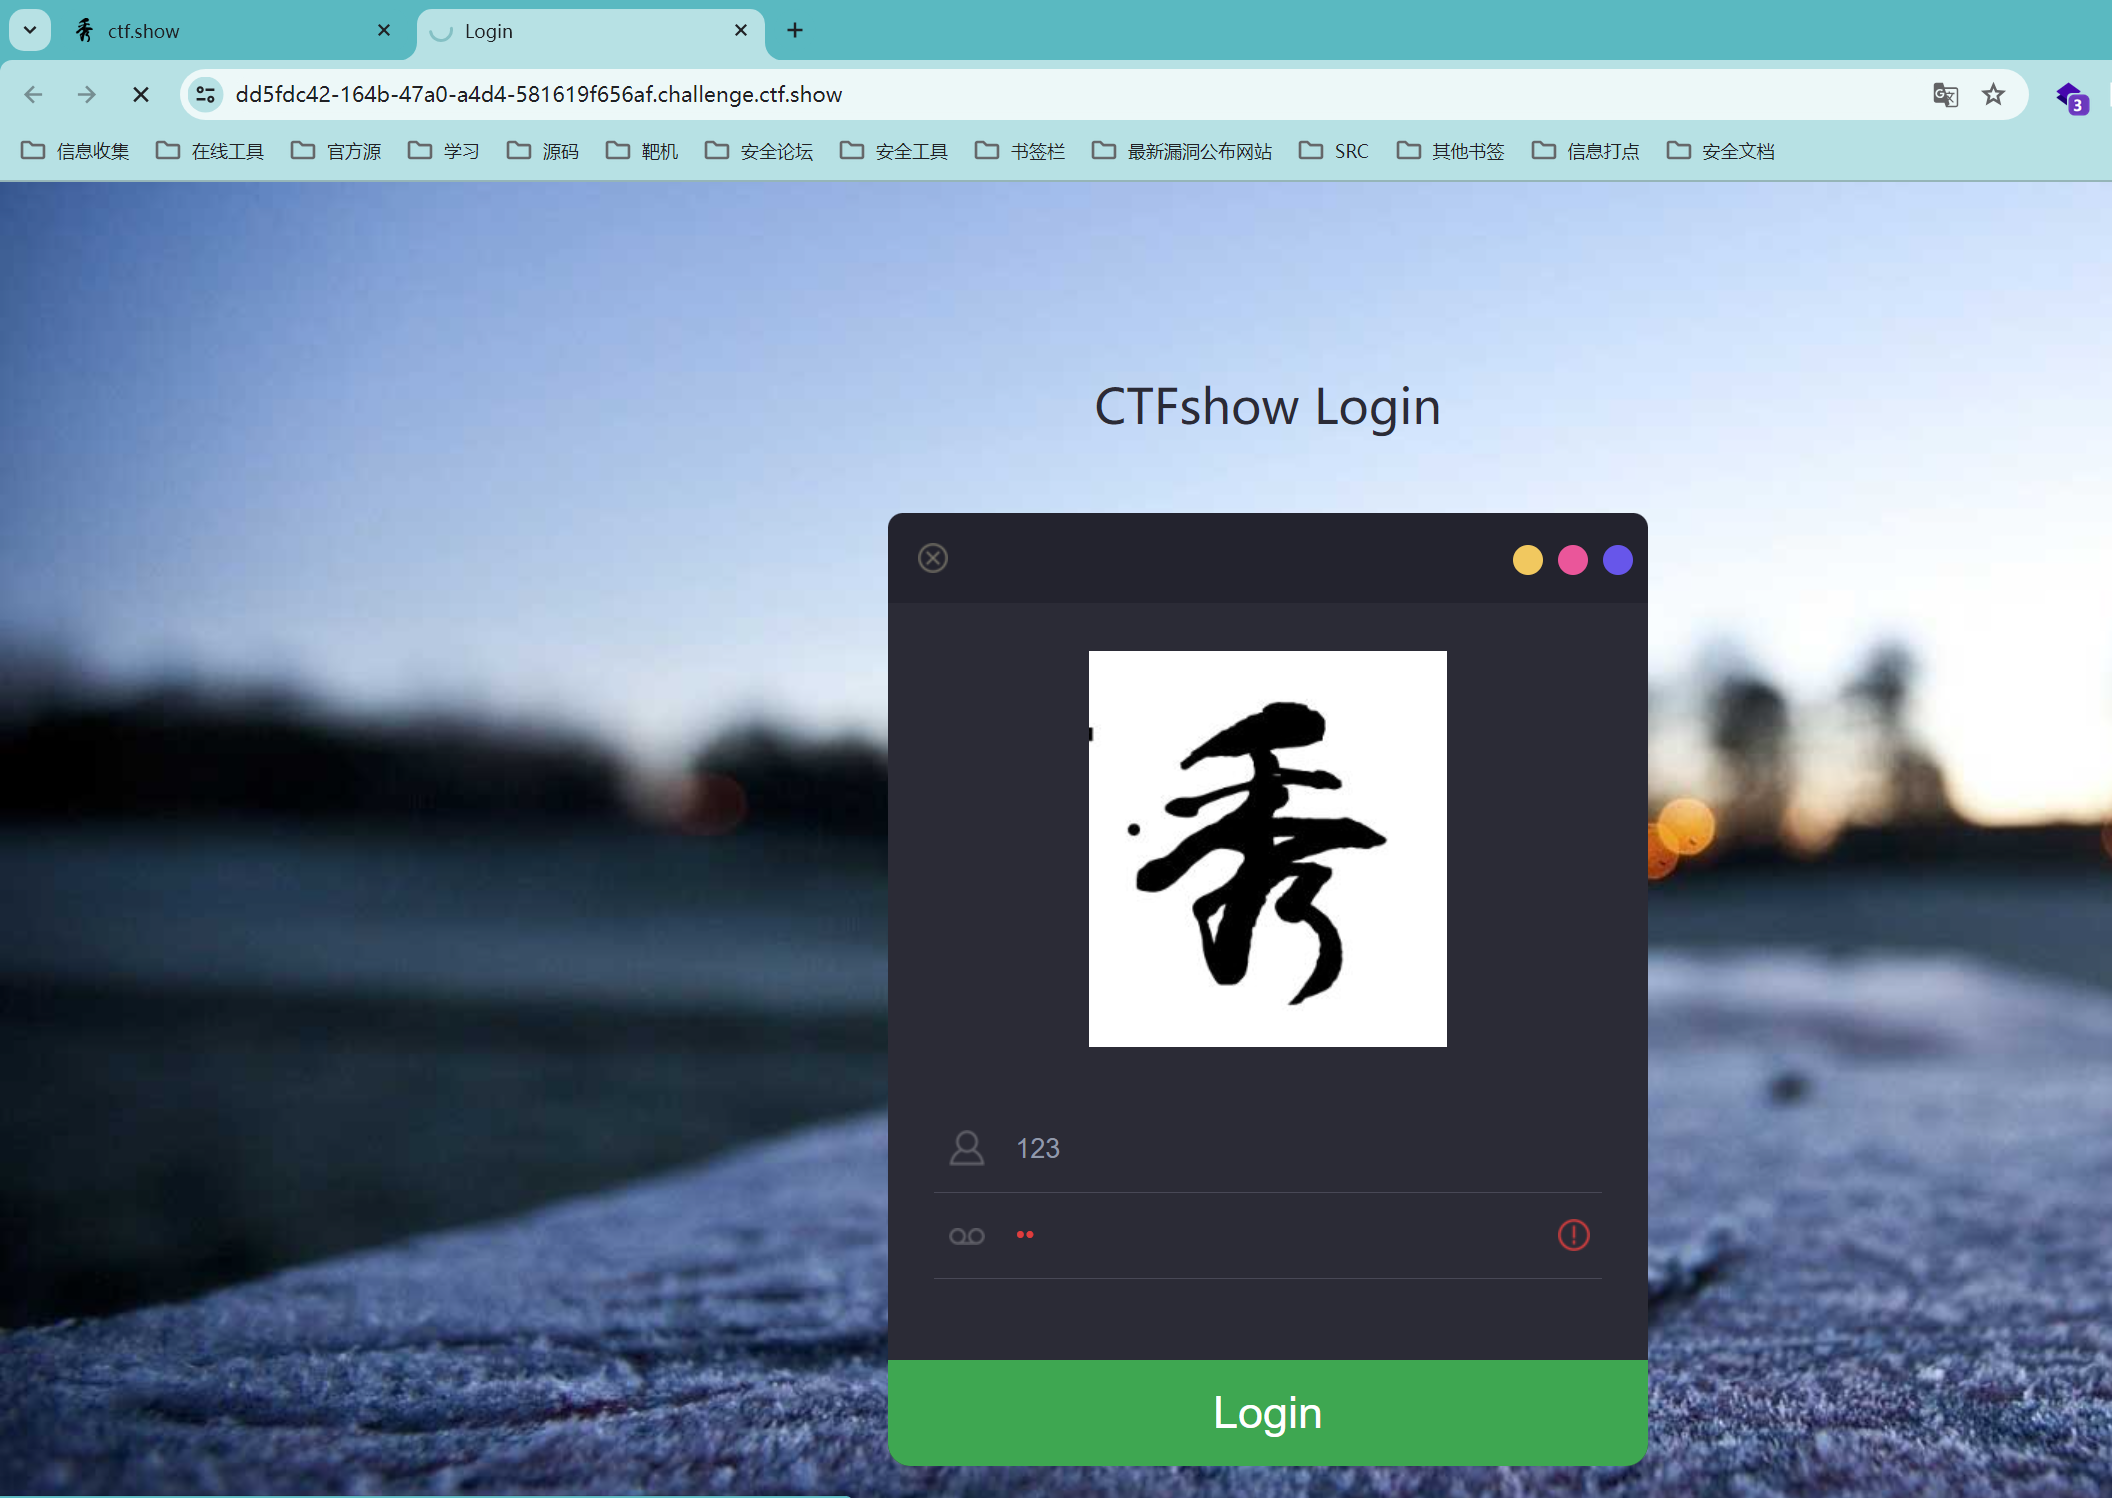 ctf.show
Login
dd5fdc42-164b-47a0-a4d4-581619f656af.challenge.ctf.show
3
信息收集 在线工具 官方源 学习 源码 靶机 安全论坛 安全工具 书签栏 最新漏洞公布网站 SRC 其他书签 信息打点 安全文档
CTFshow Login
秀
123
••
Login